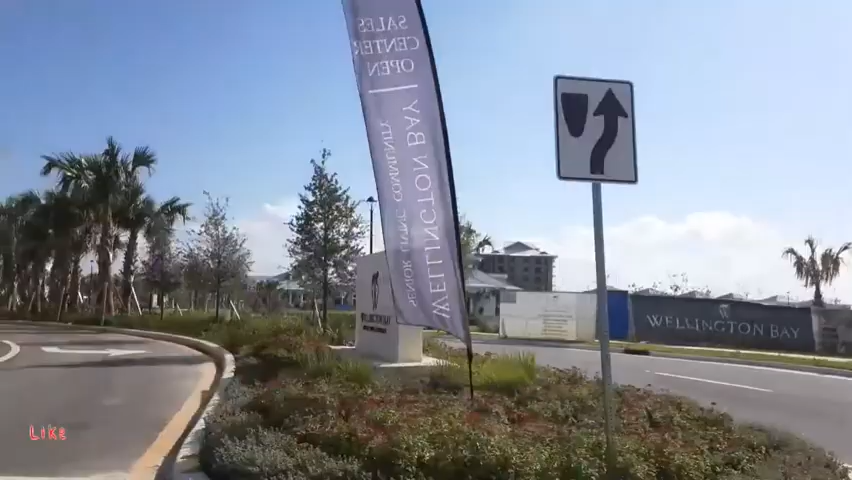 SALES
CENTER
OPEN
WELLINGTON BAY
SENIOR LIVING COMMUNITY
WELLINGTON BAY
LIKE